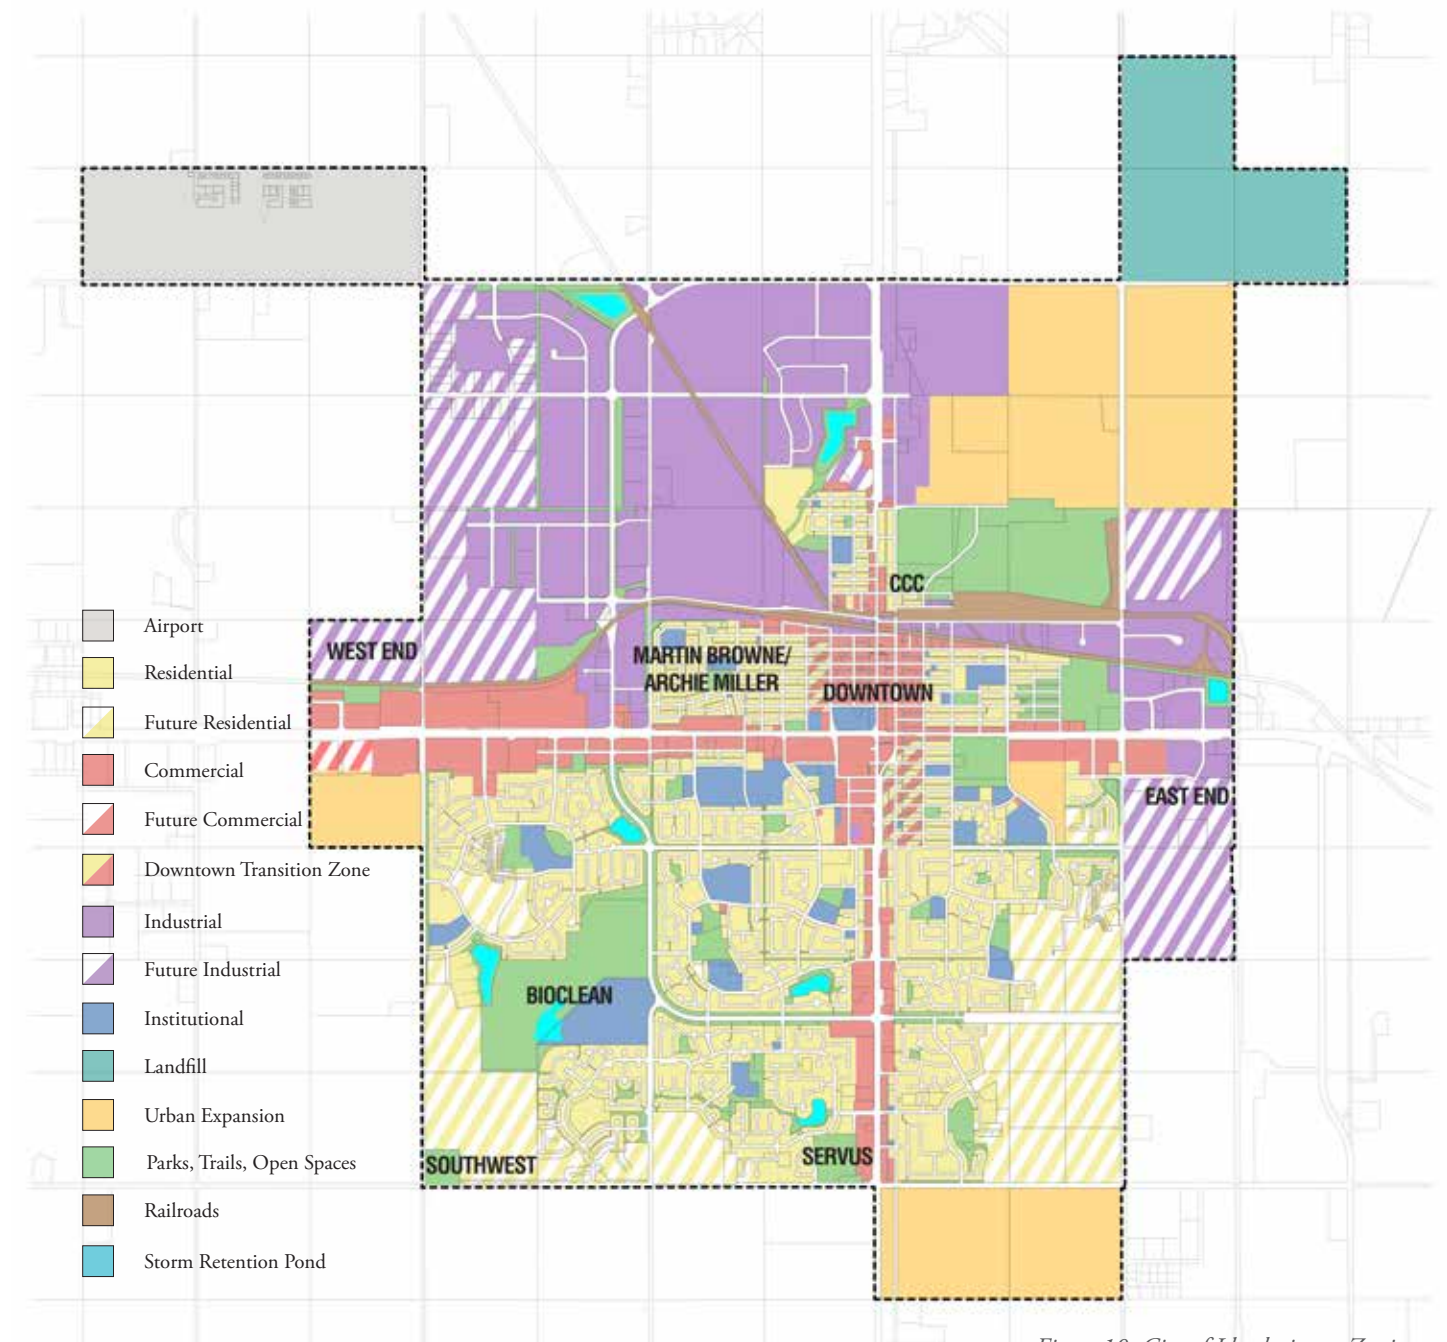 CCC
WEST END
MARTIN BROWNE/
ARCHIE MILLER
DOWNTOWN
EAST END
BIOCLEAN
SOUTHWEST
SERVUS
Airport
Residential
Future Residential
Commercial
Future Commercial
Downtown Transition Zone
Industrial
Future Industrial
Institutional
Landfill
Urban Expansion
Parks, Trails, Open Spaces
Railroads
Storm Retention Pond